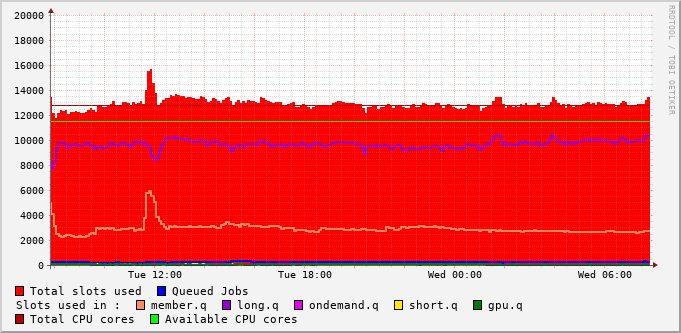 20000
18000
16000
14000
12000
10000
8000
6000
4000
2000
0
Tue 12:00 Tue 18:00 Wed 00:00 Wed 06:00
RRDTOOL / TOBI OETIKER
Total slots used Queued Jobs
Slots used in : member.q long.q ondemand.q short.q gpu.q
Total CPU cores Available CPU cores